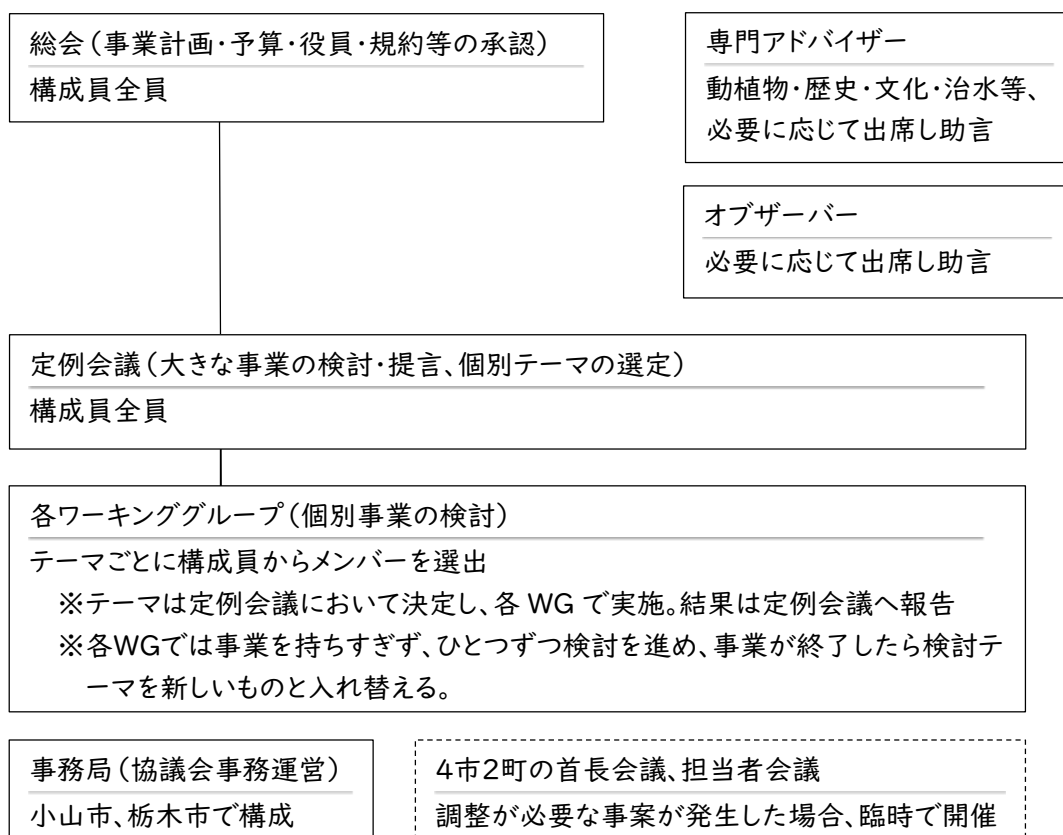 総会（事業計画・予算・役員・規約等の承認）
構成員全員
専門アドバイザー
動植物・歴史・文化・治水等、
必要に応じて出席し助言
オブザーバー
必要に応じて出席し助言
定例会議（大きな事業の検討・提言、個別テーマの選定）
構成員全員
各ワーキンググループ（個別事業の検討）
テーマごとに構成員からメンバーを選出
※テーマは定例会議において決定し、各 WG で実施。結果は定例会議へ報告
※各WGでは事業を持ちすぎず、ひとつずつ検討を進め、事業が終了したら検討テ
ーマを新しいものと入れ替える。
事務局（協議会事務運営）
小山市、栃木市で構成
4市2町の首長会議、担当者会議
調整が必要な事案が発生した場合、臨時で開催